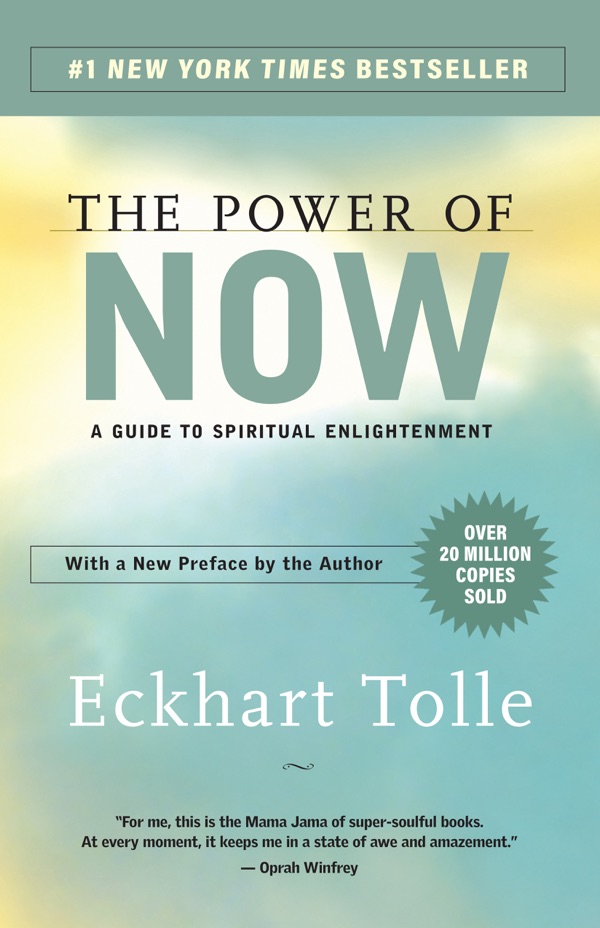 #1 NEW YORK TIMES BESTSELLER
THE POWER OF
NOW
A GUIDE TO SPIRITUAL ENLIGHTENMENT
With a New Preface by the Author
OVER
20 MILLION
COPIES
SOLD
Eckhart Tolle
“For me, this is the Mama Jama of super-soulful books.
At every moment, it keeps me in a state of awe and amazement.”
— Oprah Winfrey